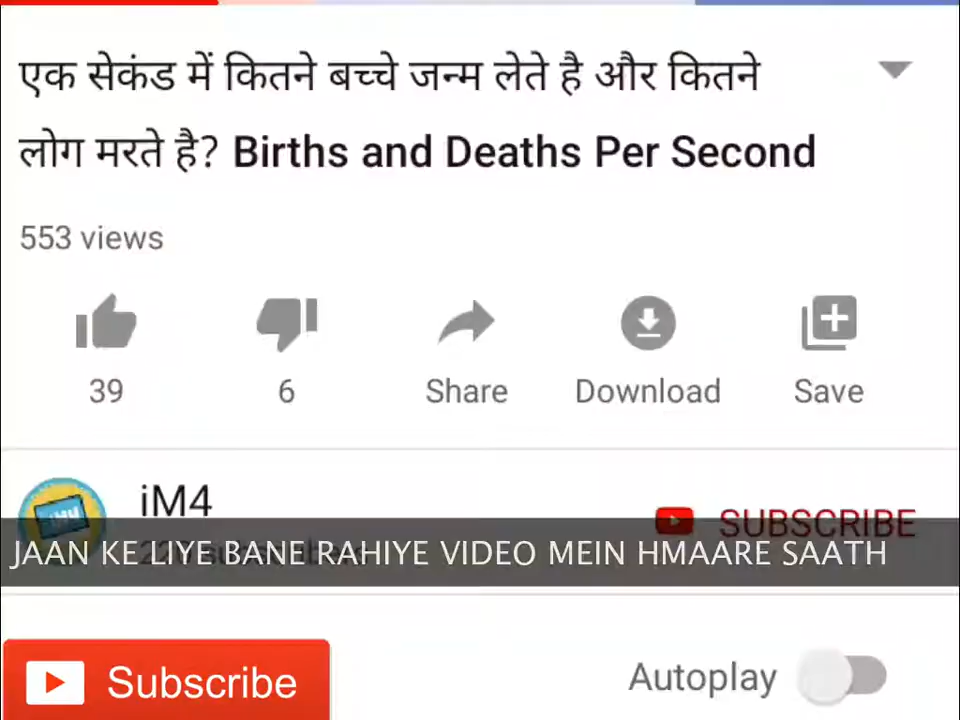 एक सेकंड में कितने बच्चे जन्म लेते है और कितने
लोग मरते है? Births and Deaths Per Second
553 views
39
6
Share
Download
Save
iM4
SUBSCRIBE
JAAN KE LIYE BANE RAHIYE VIDEO MEIN HMAARE SAATH
Subscribe
Autoplay